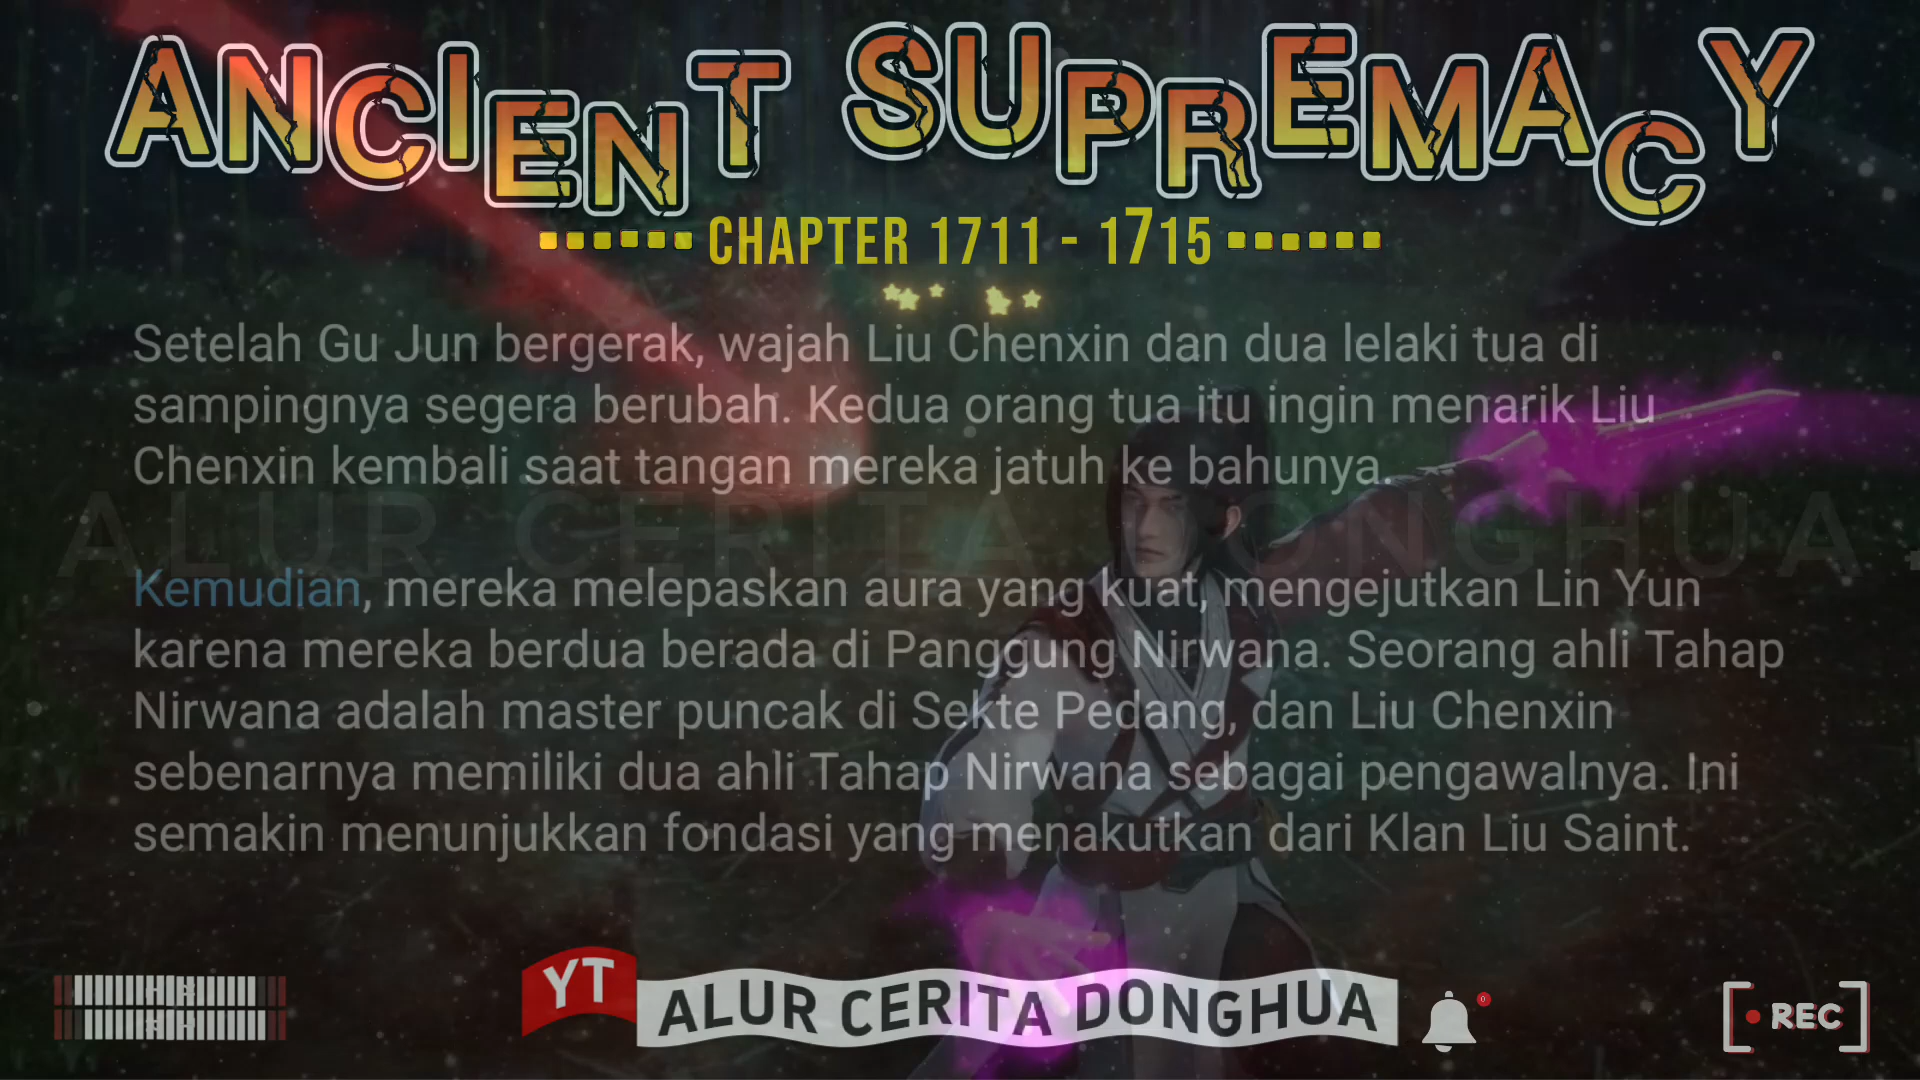 ANCIENT SUPREMACY
CHAPTER 1711 - 1715
Setelah Gu Jun bergerak, wajah Liu Chenxin dan dua lelaki tua di
sampingnya segera berubah. Kedua orang tua itu ingin menarik Liu
Chenxin kembali saat tangan mereka jatuh ke bahunya.
ALUR CERITA DONGHUA
Kemudian, mereka melepaskan aura yang kuat, mengejutkan Lin Yun
karena mereka berdua berada di Panggung Nirwana. Seorang ahli Tahap
Nirwana adalah master puncak di Sekte Pedang, dan Liu Chenxin
sebenarnya memiliki dua ahli Tahap Nirwana sebagai pengawalnya. Ini
semakin menunjukkan fondasi yang menakutkan dari Klan Liu Saint.
YT ALUR CERITA DONGHUA
0
REC